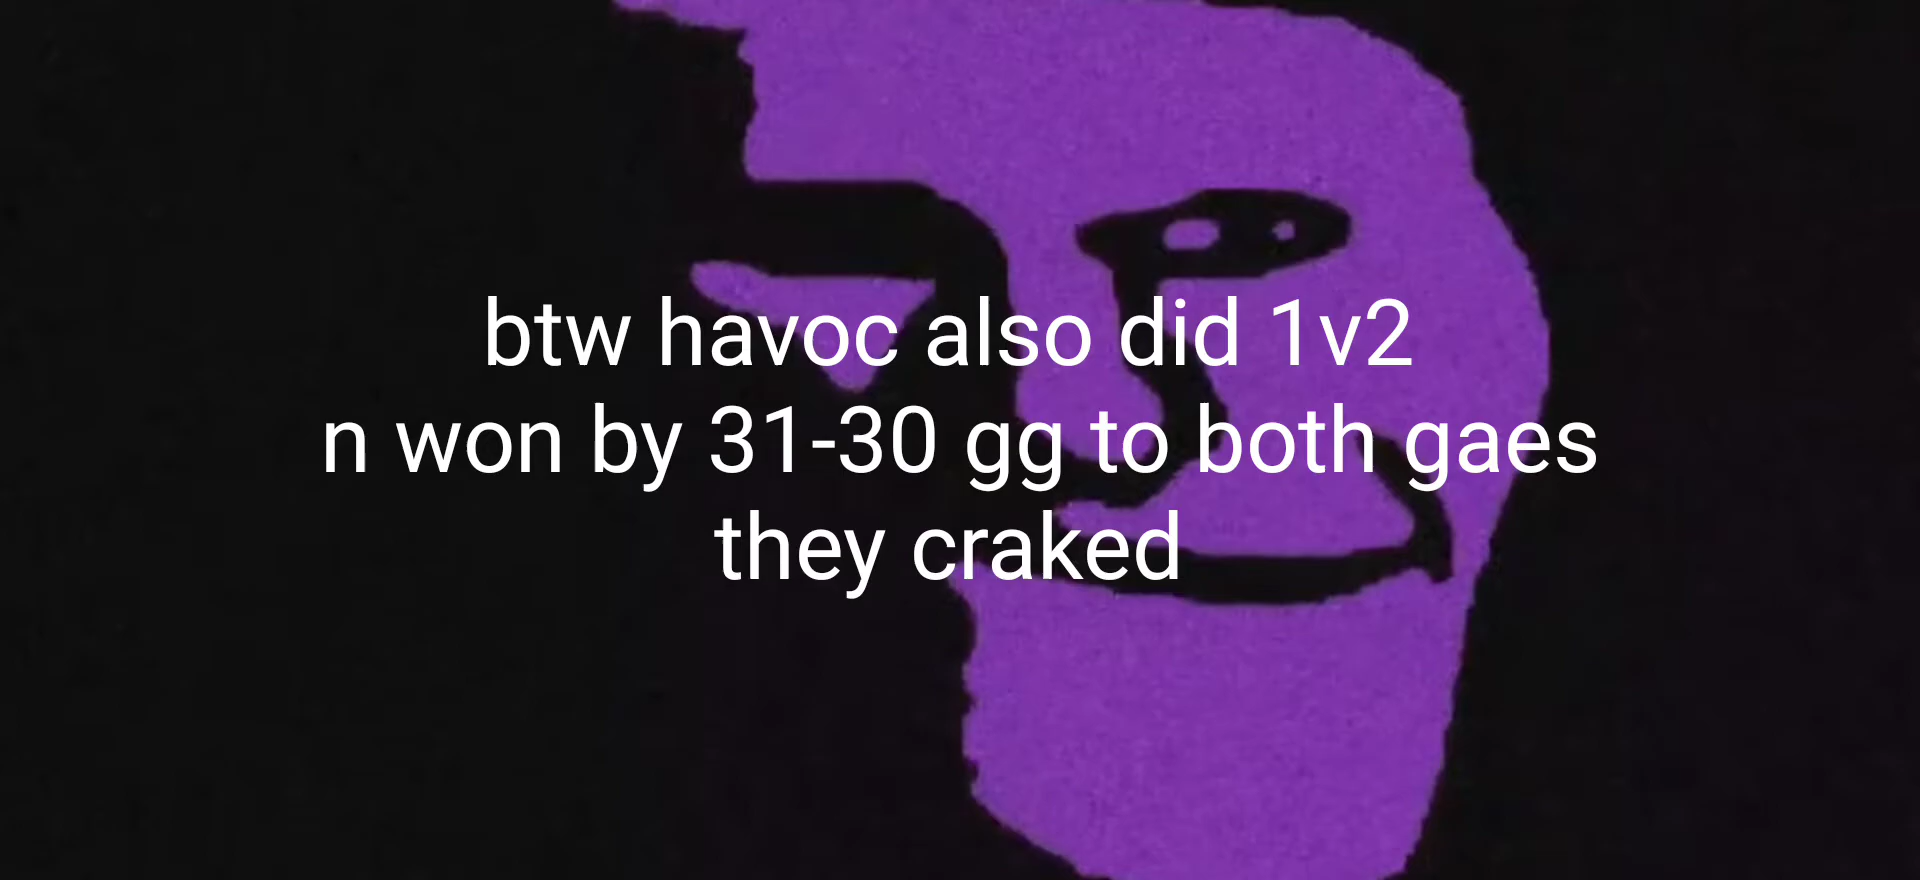 btw havoc also did 1v2
n won by 31-30 gg to both gaes
they craked